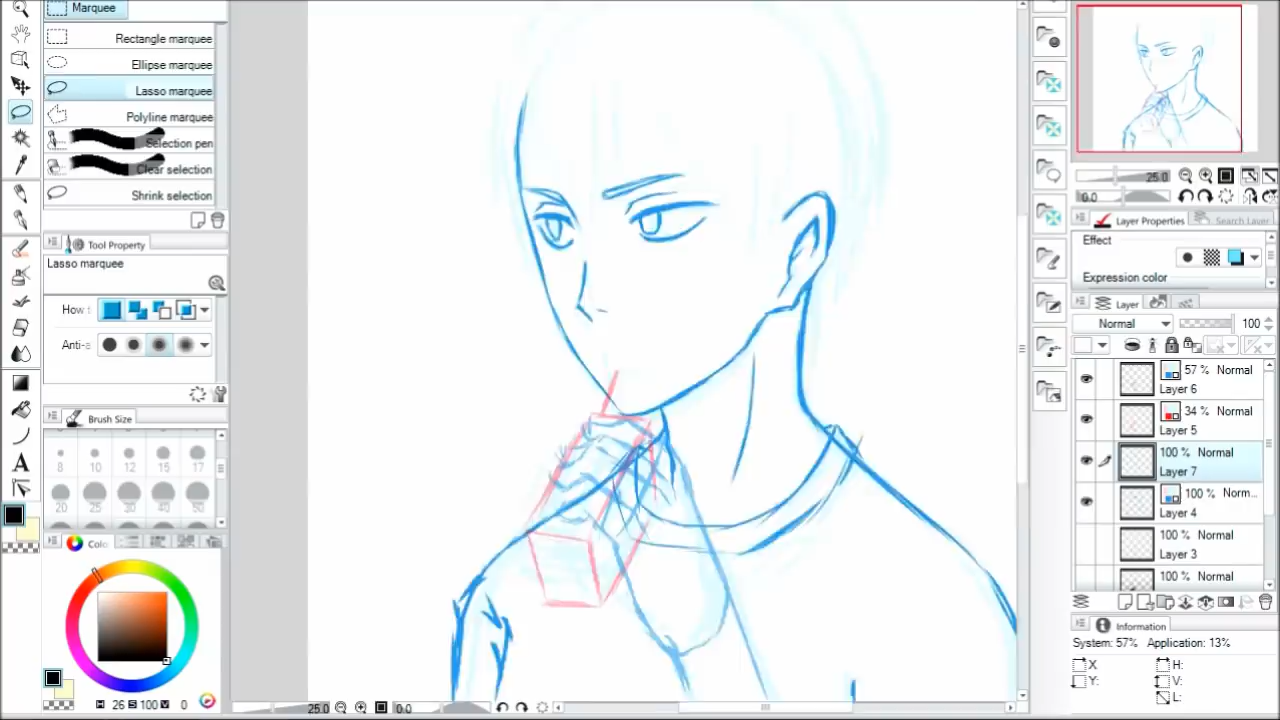 Marquee
Rectangle marquee
Ellipse marquee
Lasso marquee
Polyline marquee
Selection pen
Clear selection
Shrink selection
Tool Property
Lasso marquee
How t
Anti-a
Brush Size
8 10 12 15 17
20 25 30 40 50
Colo
H 26 S 100 V 0
25.0 0.0
25.0
0.0
Layer Properties Search Layer
Effect
Expression color
Layer
Normal 100
57 % Normal
Layer 6
34 % Normal
Layer 5
100 % Normal
Layer 7
100 % Norm...
Layer 4
100 % Normal
Layer 3
100 % Normal
Information
System: 57% Application: 13%
X H:
Y: V:
L: